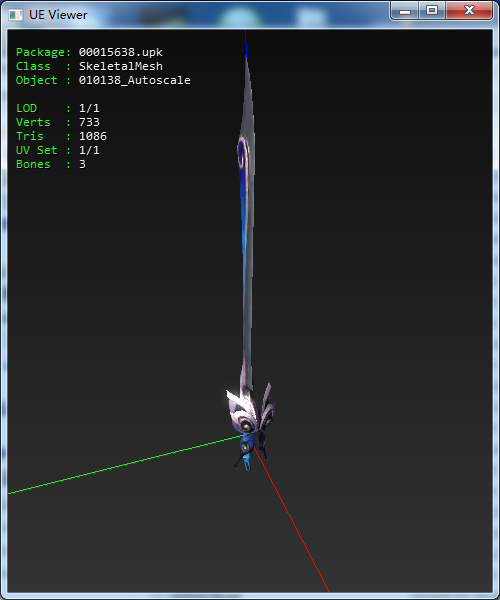 UE Viewer
Package: 00015638.upk
Class : SkeletalMesh
Object : 010138_Autoscale
LOD : 1/1
Verts : 733
Tris : 1086
UV Set : 1/1
Bones : 3